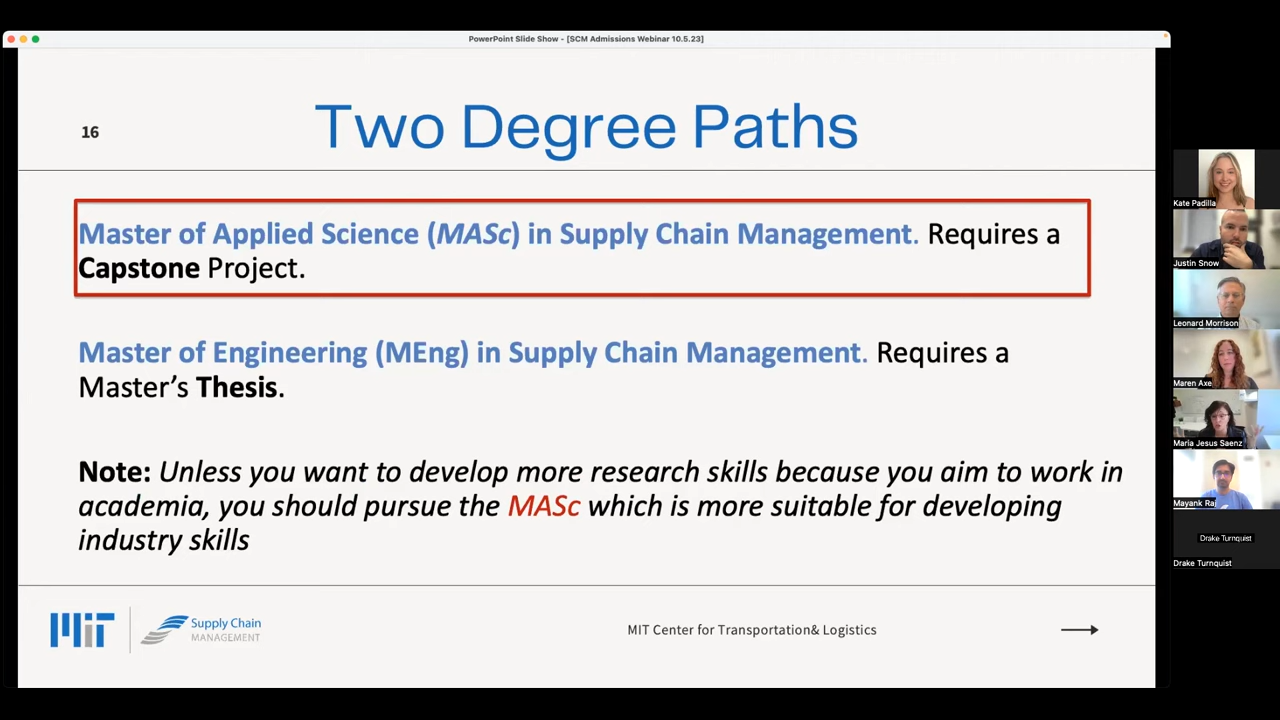 PowerPoint Slide Show - [SCM Admissions Webinar 10.5.23]
16
Two Degree Paths
Master of Applied Science (MASc) in Supply Chain Management. Requires a
Capstone Project.
Master of Engineering (MEng) in Supply Chain Management. Requires a
Master’s Thesis.
Note: Unless you want to develop more research skills because you aim to work in
academia, you should pursue the MASc which is more suitable for developing
industry skills
MIT
Supply Chain
MANAGEMENT
MIT Center for Transportation& Logistics
Kate Padilla
Justin Snow
Leonard Morrison
Maren Axe
Maria Jesus Saenz
Mayank Raj
Drake Turnquist
Drake Turnquist